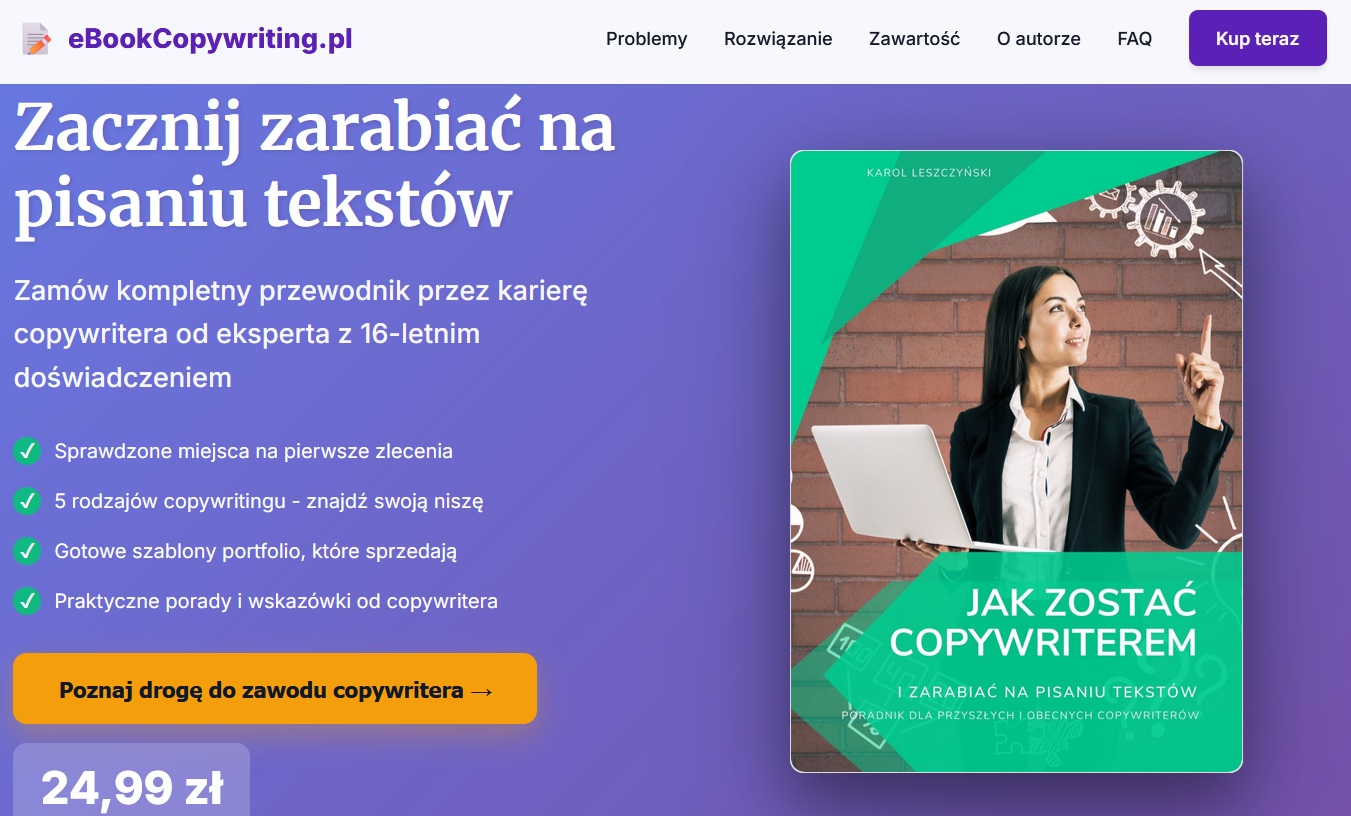 eBookCopywriting.pl
Problemy
Rozwiązanie
Zawartość
O autorze
FAQ
Kup teraz
Zacznij zarabiać na
pisaniu tekstów
Zamów kompletny przewodnik przez karierę
copywritera od eksperta z 16-letnim
doświadczeniem
Sprawdzone miejsca na pierwsze zlecenia
5 rodzajów copywritingu - znajdź swoją niszę
Gotowe szablony portfolio, które sprzedają
Praktyczne porady i wskazówki od copywritera
Poznaj drogę do zawodu copywritera →
24,99 zł
KAROL LESZCZYŃSKI
JAK ZOSTAĆ
COPYWRITEREM
I ZARABIAĆ NA PISANIU TEKSTÓW
PORADNIK DLA PRZYSZŁYCH I OBECNYCH COPYWRITERÓW